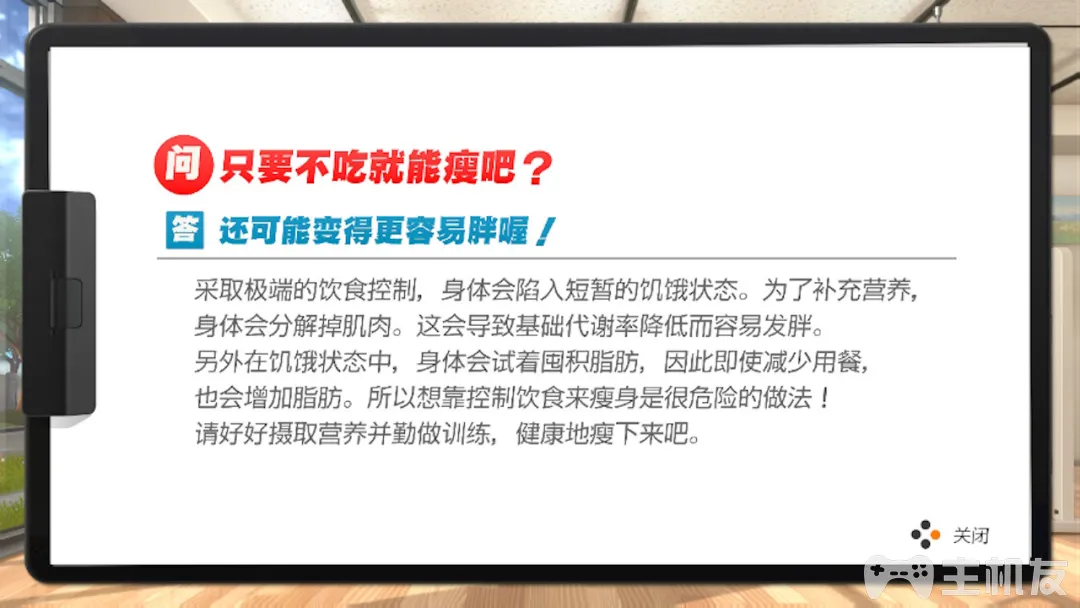 问 只要不吃就能瘦吧？
答 还可能变得更容易胖喔！
采取极端的饮食控制，身体会陷入短暂的饥饿状态。为了补充营养，
身体会分解掉肌肉。这会导致基础代谢率降低而容易发胖。
另外在饥饿状态中，身体会试着囤积脂肪，因此即使减少用餐，
也会增加脂肪。所以想靠控制饮食来瘦身是很危险的做法！
请好好摄取营养并勤做训练，健康地瘦下来吧。
关闭
主机友